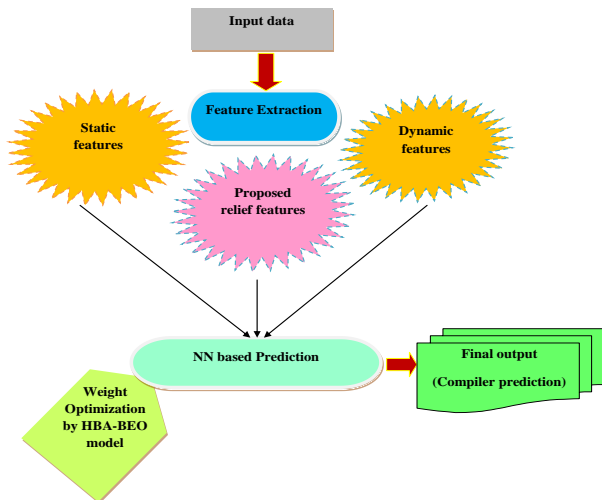 Input data
Feature Extraction
Static
features
Dynamic
features
Proposed
relief features
NN based Prediction
Final output
(Compiler prediction)
Weight
Optimization
by HBA-BEO
model